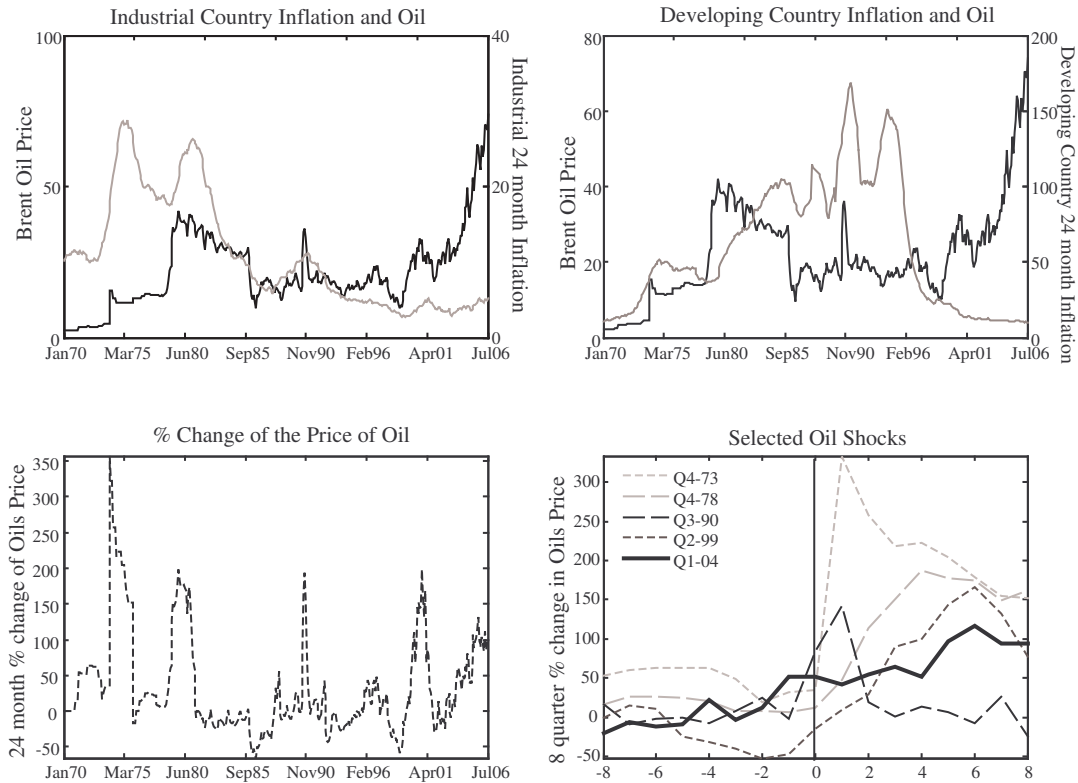 Industrial Country Inflation and Oil
Brent Oil Price
100
50
0
40
20
0
Industrial 24 month Inflation
Jan70 Mar75 Jun80 Sep85 Nov90 Feb96 Apr01 Jul06
Developing Country Inflation and Oil
Brent Oil Price
80
60
40
20
0
200
150
100
50
0
Developing Country 24 month Inflation
Jan70 Mar75 Jun80 Sep85 Nov90 Feb96 Apr01 Jul06
% Change of the Price of Oil
24 month % change of Oils Price
350
300
250
200
150
100
50
0
-50
Jan70 Mar75 Jun80 Sep85 Nov90 Feb96 Apr01 Jul06
Selected Oil Shocks
8 quarter % change in Oils Price
300
250
200
150
100
50
0
-50
Q4-73
Q4-78
Q3-90
Q2-99
Q1-04
-8 -6 -4 -2 0 2 4 6 8